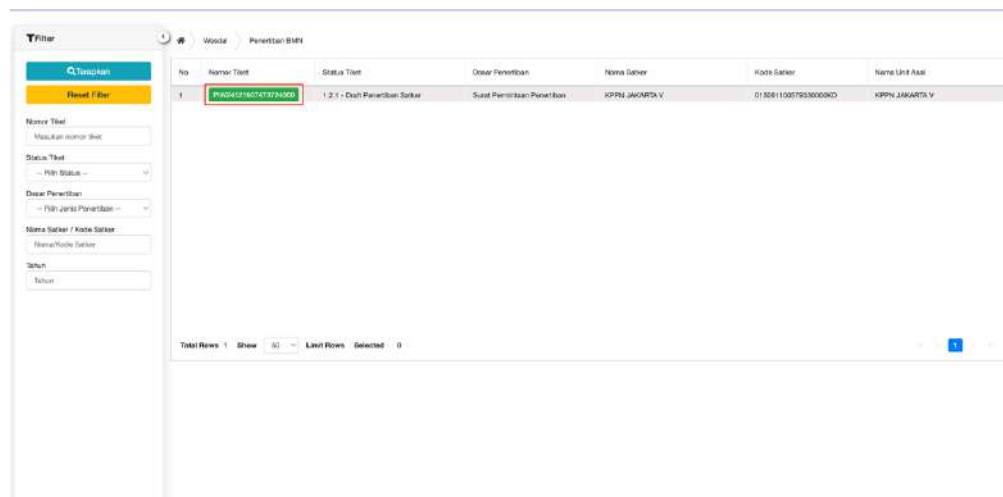 Filter
Wasdal
Penertiban BMN
Terapkan
Reset Filter
Nomor Tiket
Masukan nomor tiket
Status Tiket
-- Pilih Status --
Dasar Penertiban
-- Pilih Jenis Penertiban --
Nama Satker / Kode Satker
Nama/Kode Satker
Tahun
Tahun
No Nomor Tiket Status Tiket Dasar Penertiban Nama Satker Kode Satker Nama Unit Asal
1 1.2.1 - Draft Penertiban Satker Surat Permintaan Penertiban KPPN JAKARTA V KPPN JAKARTA V
Total Rows 1 Show 50 Limit Rows Selected 0
1